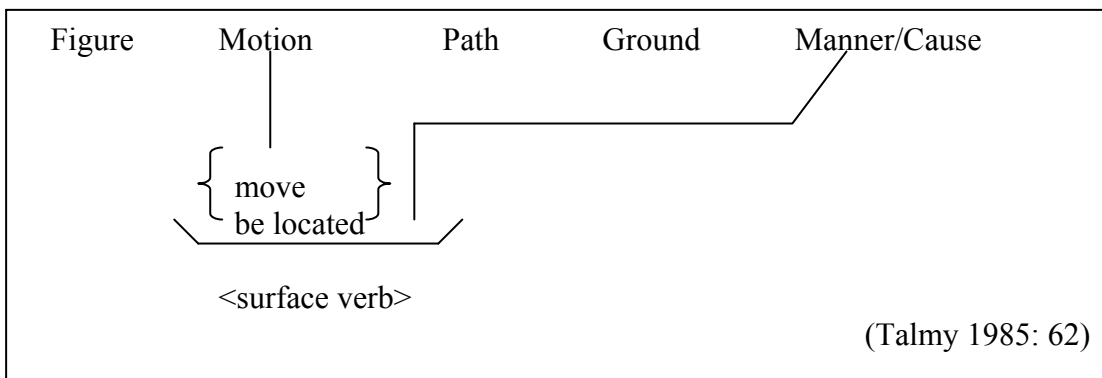 Figure Motion Path Ground Manner/Cause
move
be located
<surface verb>
(Talmy 1985: 62)